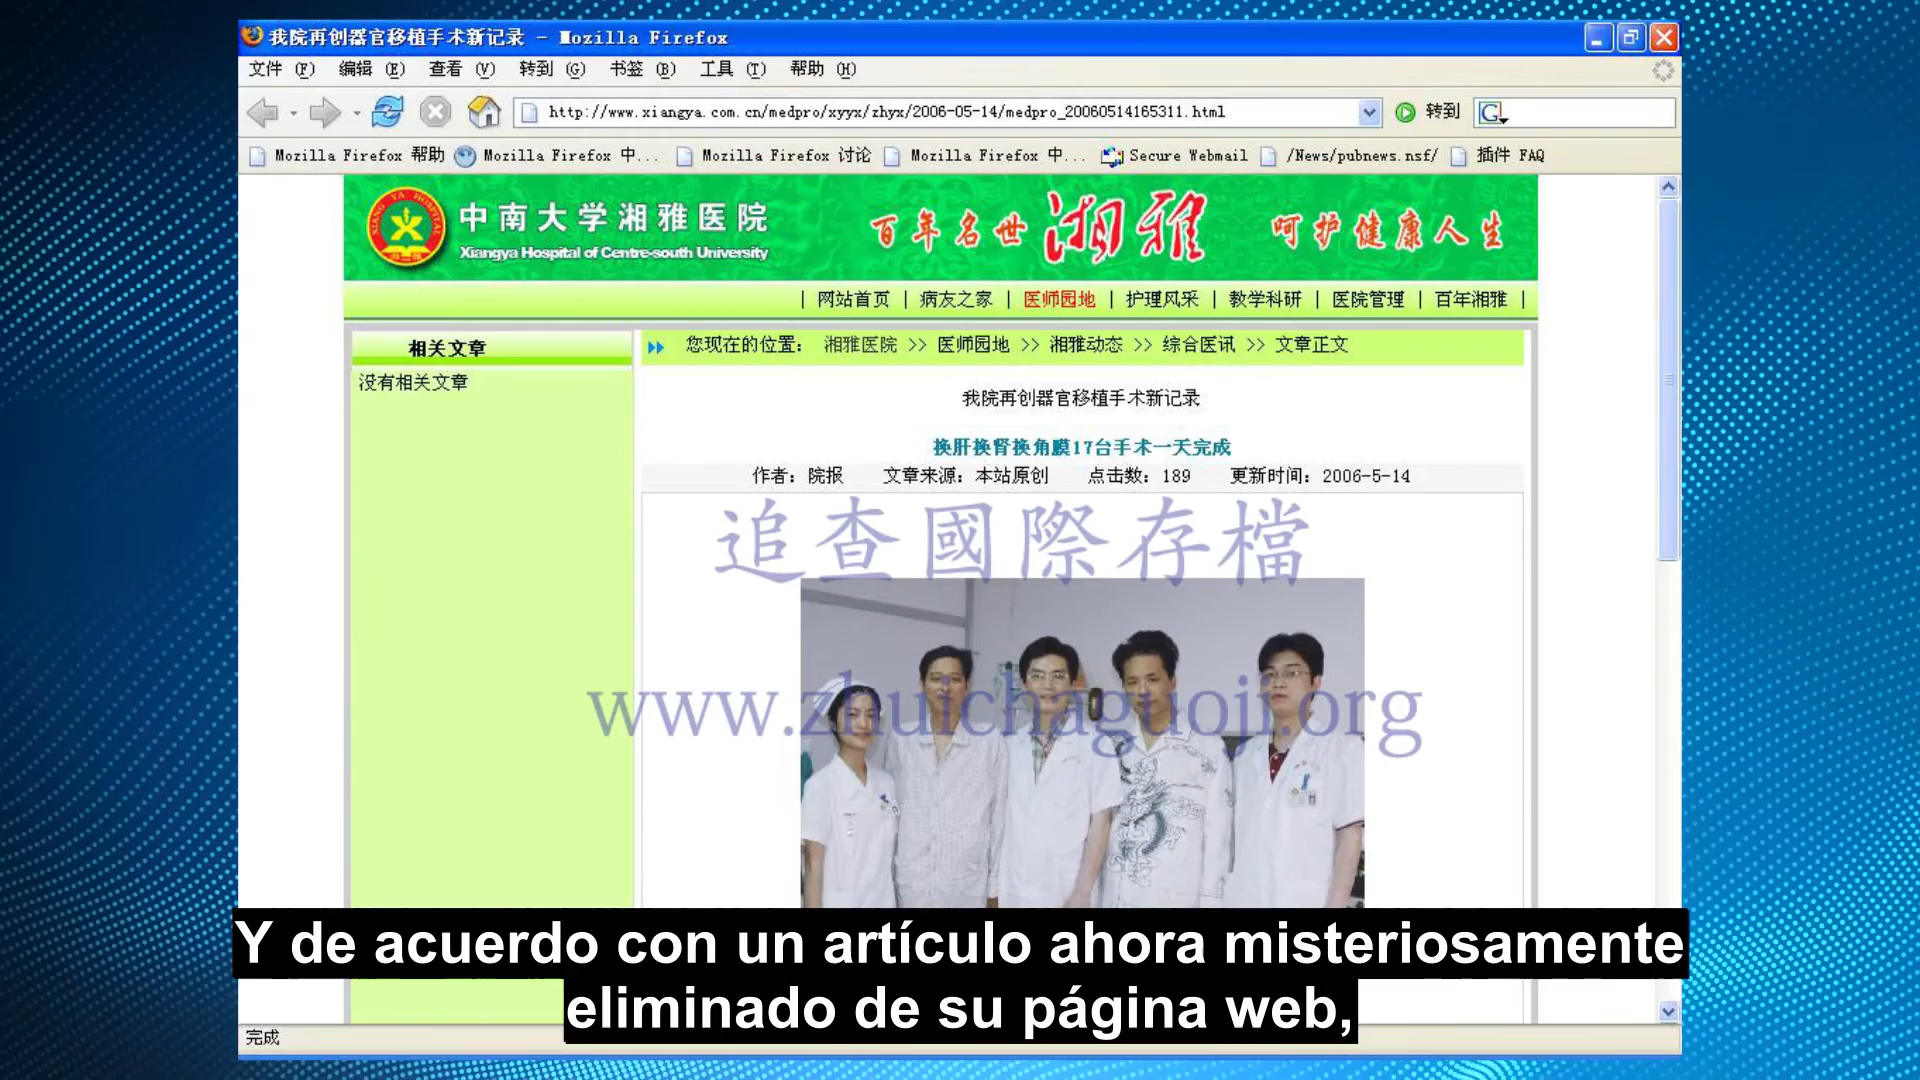 我院再创器官移植手术新记录 - Mozilla Firefox
文件 (F) 编辑 (E) 查看 (V) 转到 (G) 书签 (B) 工具 (T) 帮助 (H)
http://www.xiangya.com.cn/medpro/xyyx/zhyx/2006-05-14/medpro_20060514165311.html 转到
Mozilla Firefox 帮助 Mozilla Firefox 中... Mozilla Firefox 讨论 Mozilla Firefox 中... Secure Webmail /News/pubnews.nsf/ 插件 FAQ
XIANG YA HOSPITAL
中南大学湘雅医院
Xiangya Hospital of Centre-south University
百年名世 湘雅 呵护健康人生
| 网站首页 | 病友之家 | 医师园地 | 护理风采 | 教学科研 | 医院管理 | 百年湘雅 |
相关文章
没有相关文章
您现在的位置: 湘雅医院 >> 医师园地 >> 湘雅动态 >> 综合医讯 >> 文章正文
我院再创器官移植手术新记录
换肝换肾换角膜17台手术一天完成
作者: 院报 文章来源: 本站原创 点击数: 189 更新时间: 2006-5-14
追查國際存檔
www.zhuichaguoji.org
Y de acuerdo con un artículo ahora misteriosamente
eliminado de su página web,
完成